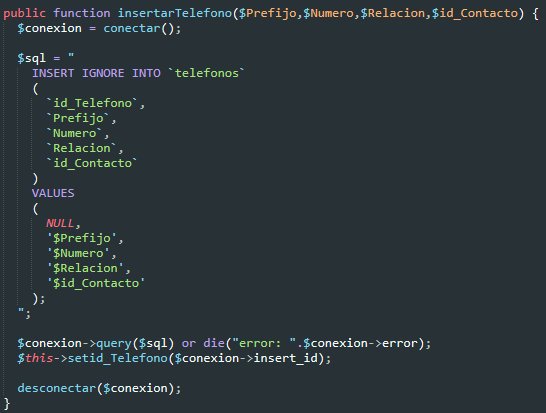 public function insertarTelefono($Prefijo,$Numero,$Relacion,$id_Contacto) {
$conexion = conectar();
$sql = "
INSERT IGNORE INTO `telefonos`
(
`id_Telefono`,
`Prefijo`,
`Numero`,
`Relacion`,
`id_Contacto`
)
VALUES
(
NULL,
'$Prefijo',
'$Numero',
'$Relacion',
'$id_Contacto'
);
";
$conexion->query($sql) or die("error: ".$conexion->error);
$this->setid_Telefono($conexion->insert_id);
desconectar($conexion);
}